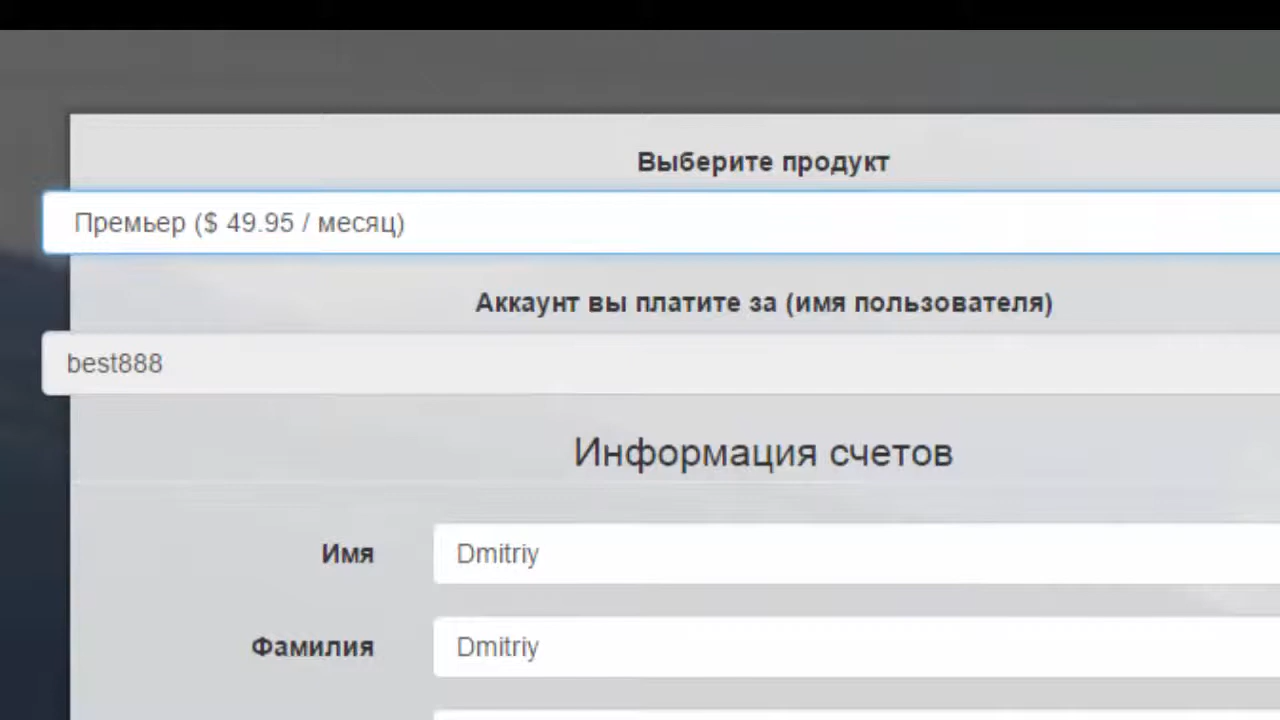 Выберите продукт
Премьер ($ 49.95 / месяц)
Аккаунт вы платите за (имя пользователя)
best888
Информация счетов
Имя
Dmitriy
Фамилия
Dmitriy